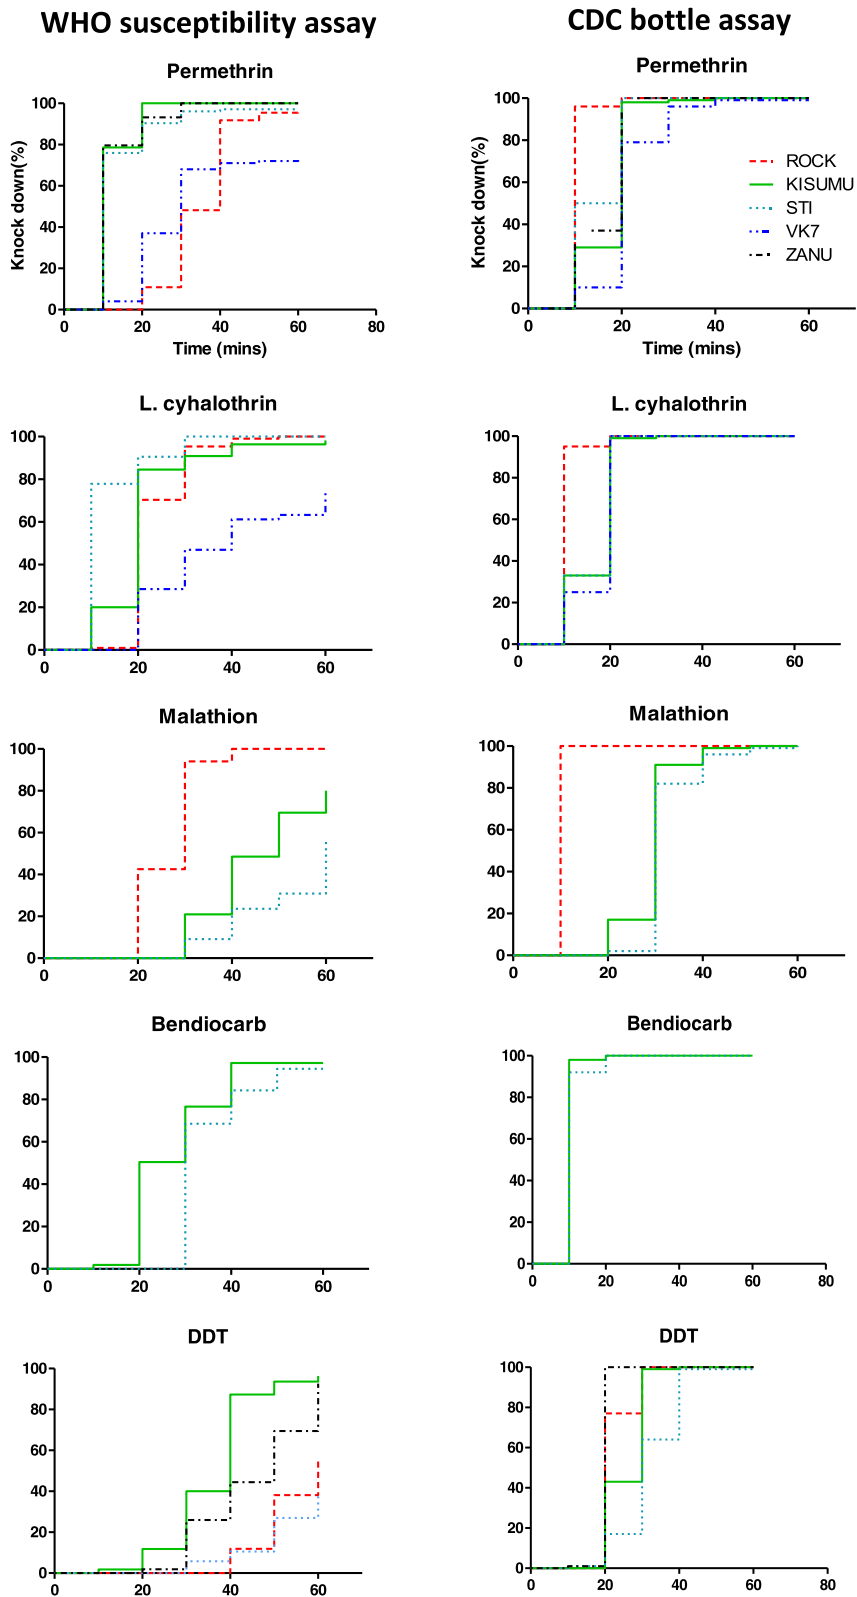 WHO susceptibility assay
CDC bottle assay
Permethrin
Knock down(%)
100
80
60
40
20
0
0 20 40 60 80
Time (mins)
Permethrin
Knock down(%)
100
80
60
40
20
0
0 20 40 60
Time (mins)
ROCK
KISUMU
STI
VK7
ZANU
L. cyhalothrin
100
80
60
40
20
0
0 20 40 60
L. cyhalothrin
100
80
60
40
20
0
0 20 40 60
Malathion
100
80
60
40
20
0
0 20 40 60
Malathion
100
80
60
40
20
0
0 20 40 60
Bendiocarb
100
80
60
40
20
0
0 20 40 60
Bendiocarb
100
80
60
40
20
0
0 20 40 60 80
DDT
100
80
60
40
20
0
0 20 40 60
DDT
100
80
60
40
20
0
0 20 40 60 80